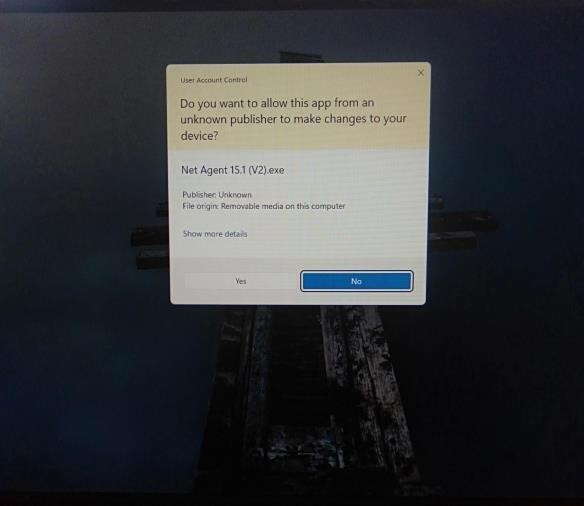 User Account Control
Do you want to allow this app from an
unknown publisher to make changes to your
device?
Net Agent 15.1 (V2).exe
Publisher: Unknown
File origin: Removable media on this computer
Show more details
Yes
No